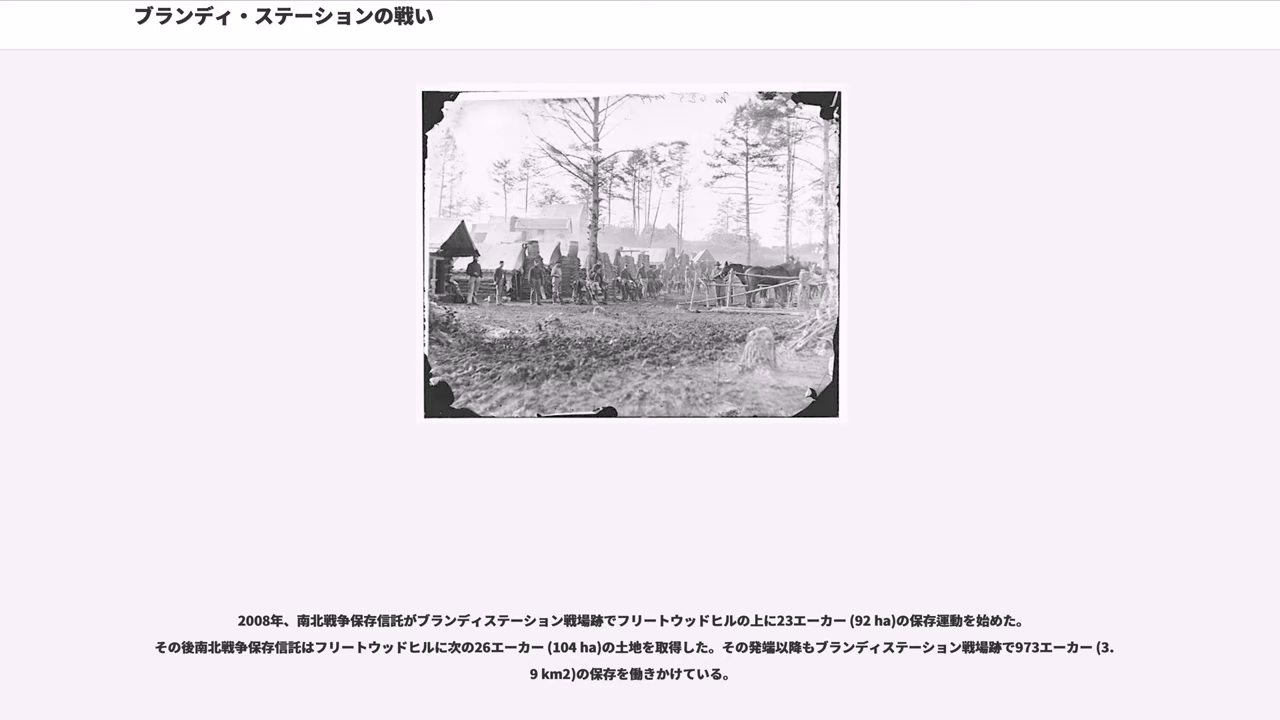 ブランディ・ステーションの戦い
2008年、南北戦争保存信託がブランディステーション戦場跡でフリートウッドヒルの上に23エーカー (92 ha)の保存運動を始めた。
その後南北戦争保存信託はフリートウッドヒルに次の26エーカー (104 ha)の土地を取得した。その発端以降もブランディステーション戦場跡で973エーカー (3.
9 km2)の保存を働きかけている。